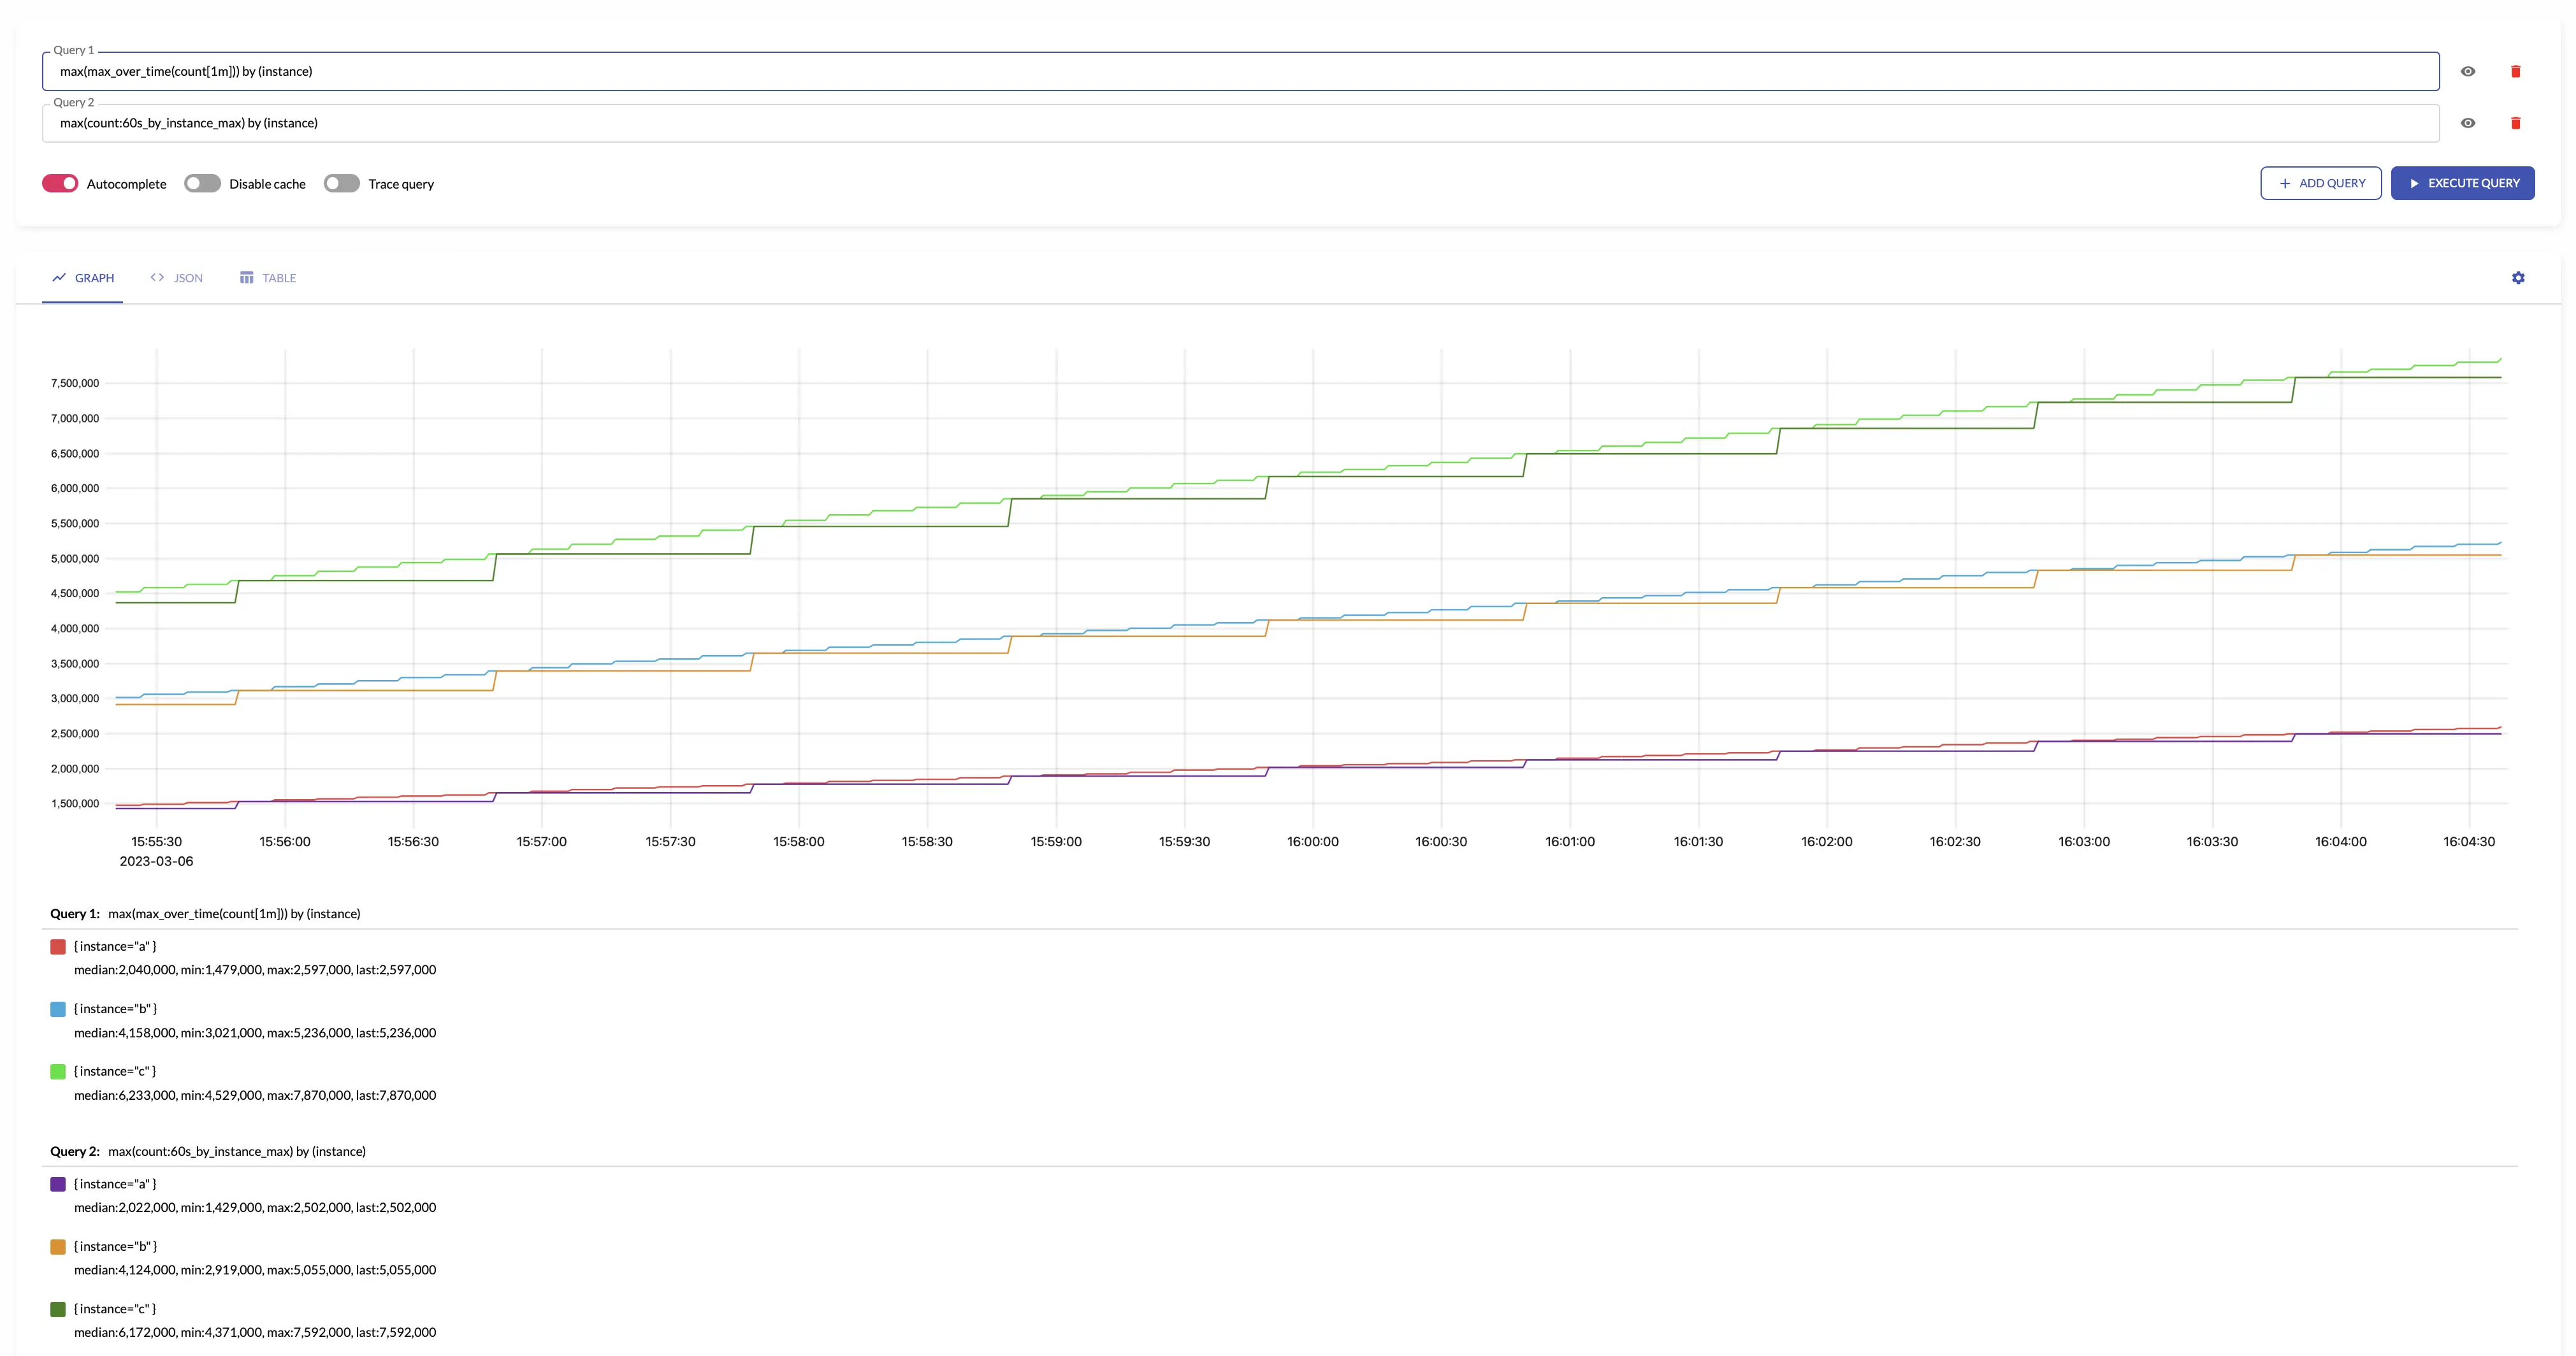 Query 1
max(max_over_time(count[1m])) by (instance)
Query 2
max(count:60s_by_instance_max) by (instance)
Autocomplete Disable cache Trace query ADD QUERY EXECUTE QUERY
GRAPH JSON TABLE
7,500,000
7,000,000
6,500,000
6,000,000
5,500,000
5,000,000
4,500,000
4,000,000
3,500,000
3,000,000
2,500,000
2,000,000
1,500,000
15:55:30 15:56:00 15:56:30 15:57:00 15:57:30 15:58:00 15:58:30 15:59:00 15:59:30 16:00:00 16:00:30 16:01:00 16:01:30 16:02:00 16:02:30 16:03:00 16:03:30 16:04:00 16:04:30
2023-03-06
Query 1: max(max_over_time(count[1m])) by (instance)
{ instance="a" }
median:2,040,000, min:1,479,000, max:2,597,000, last:2,597,000
{ instance="b" }
median:4,158,000, min:3,021,000, max:5,236,000, last:5,236,000
{ instance="c" }
median:6,233,000, min:4,529,000, max:7,870,000, last:7,870,000
Query 2: max(count:60s_by_instance_max) by (instance)
{ instance="a" }
median:2,022,000, min:1,429,000, max:2,502,000, last:2,502,000
{ instance="b" }
median:4,124,000, min:2,919,000, max:5,055,000, last:5,055,000
{ instance="c" }
median:6,172,000, min:4,371,000, max:7,592,000, last:7,592,000